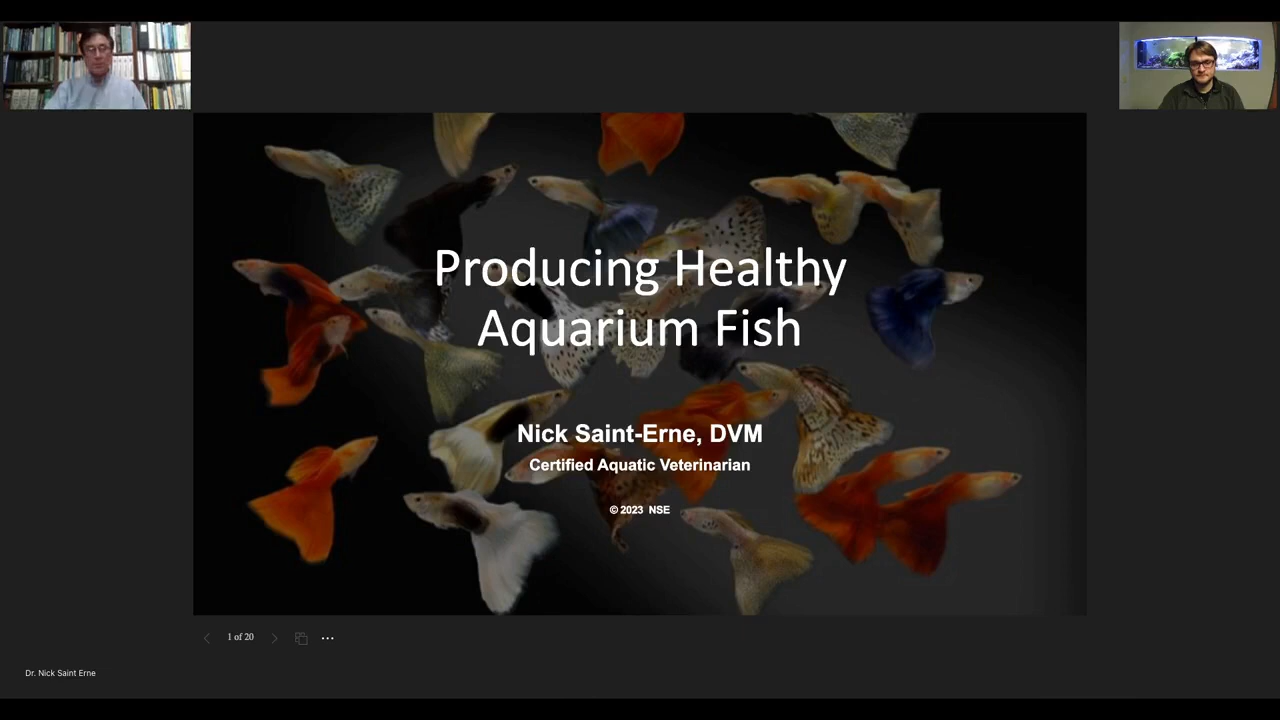 Producing Healthy
Aquarium Fish
Nick Saint-Erne, DVM
Certified Aquatic Veterinarian
© 2023 NSE
1 of 20
Dr. Nick Saint Erne